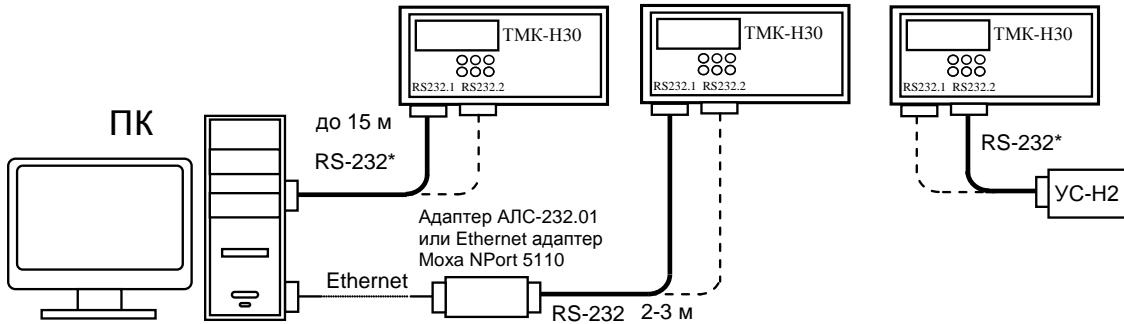 ПК
до 15 м
RS-232*
ТМК-Н30
RS232.1 RS232.2
ТМК-Н30
RS232.1 RS232.2
ТМК-Н30
RS232.1 RS232.2
RS-232*
УС-Н2
Адаптер АЛС-232.01
или Ethernet адаптер
Моха NPort 5110
Ethernet
RS-232 2-3 м